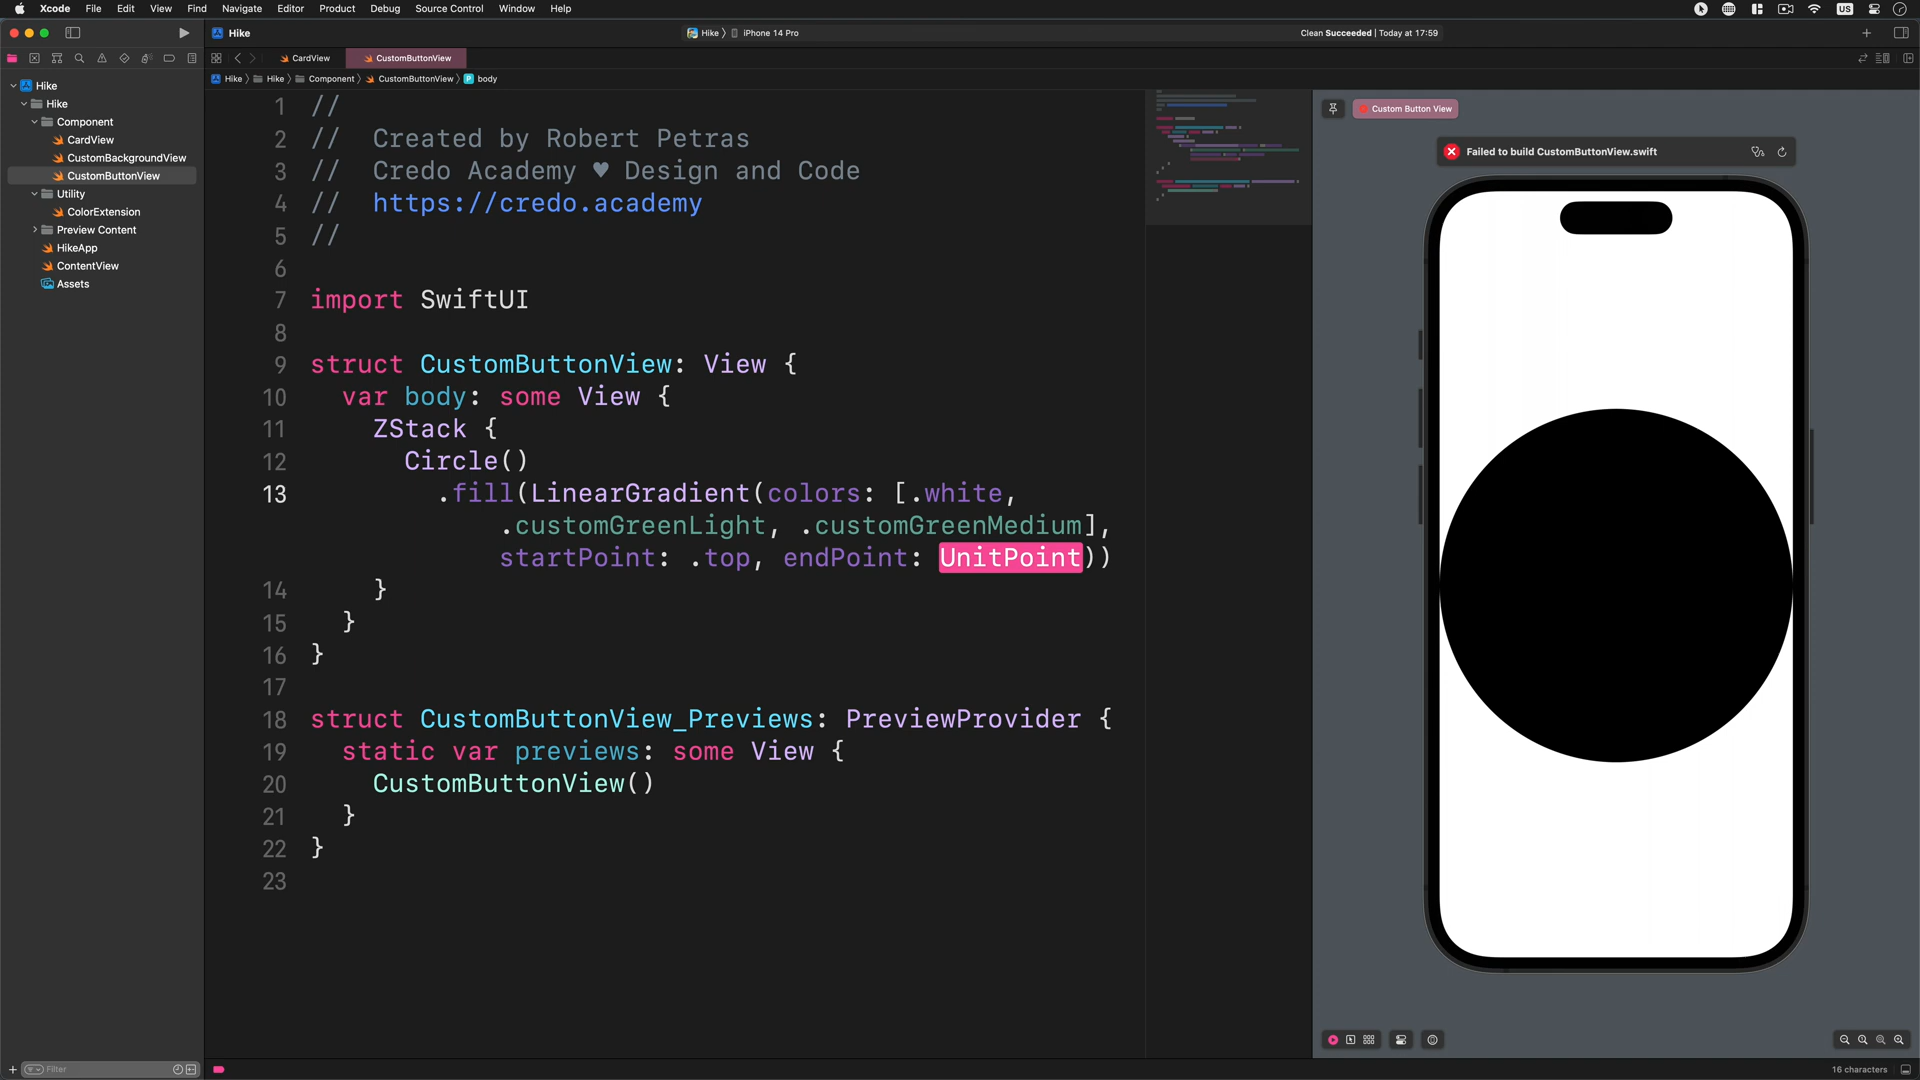 Xcode File Edit View Find Navigate Editor Product Debug Source Control Window Help
US
Hike
Hike 〉 iPhone 14 Pro
Clean Succeeded | Today at 17:59
CardView
CustomButtonView
Hike 〉 Hike 〉 Component 〉 CustomButtonView 〉 P body
Hike
Hike
Component
CardView
CustomBackgroundView
CustomButtonView
Utility
ColorExtension
Preview Content
HikeApp
ContentView
Assets
Filter
1 //
2 //  Created by Robert Petras
3 //  Credo Academy ♥ Design and Code
4 //  https://credo.academy
5 //
6
7 import SwiftUI
8
9 struct CustomButtonView: View {
10   var body: some View {
11     ZStack {
12       Circle()
13         .fill(LinearGradient(colors: [.white,
.customGreenLight, .customGreenMedium],
startPoint: .top, endPoint: UnitPoint))
14     }
15   }
16 }
17
18 struct CustomButtonView_Previews: PreviewProvider {
19   static var previews: some View {
20     CustomButtonView()
21   }
22 }
23
Custom Button View
Failed to build CustomButtonView.swift
16 characters